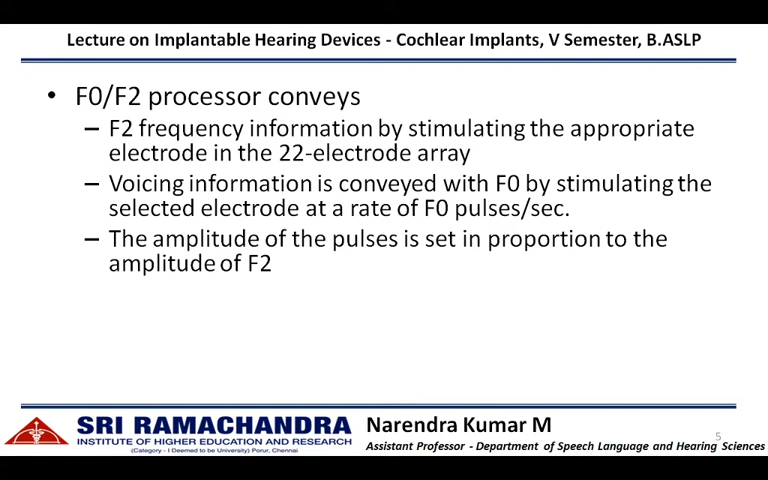 Lecture on Implantable Hearing Devices - Cochlear Implants, V Semester, B.ASLP
• F0/F2 processor conveys
– F2 frequency information by stimulating the appropriate
electrode in the 22-electrode array
– Voicing information is conveyed with F0 by stimulating the
selected electrode at a rate of F0 pulses/sec.
– The amplitude of the pulses is set in proportion to the
amplitude of F2
SRI RAMACHANDRA
INSTITUTE OF HIGHER EDUCATION AND RESEARCH
(Category - I Deemed to be University) Porur, Chennai
Narendra Kumar M
Assistant Professor - Department of Speech Language and Hearing Sciences
5